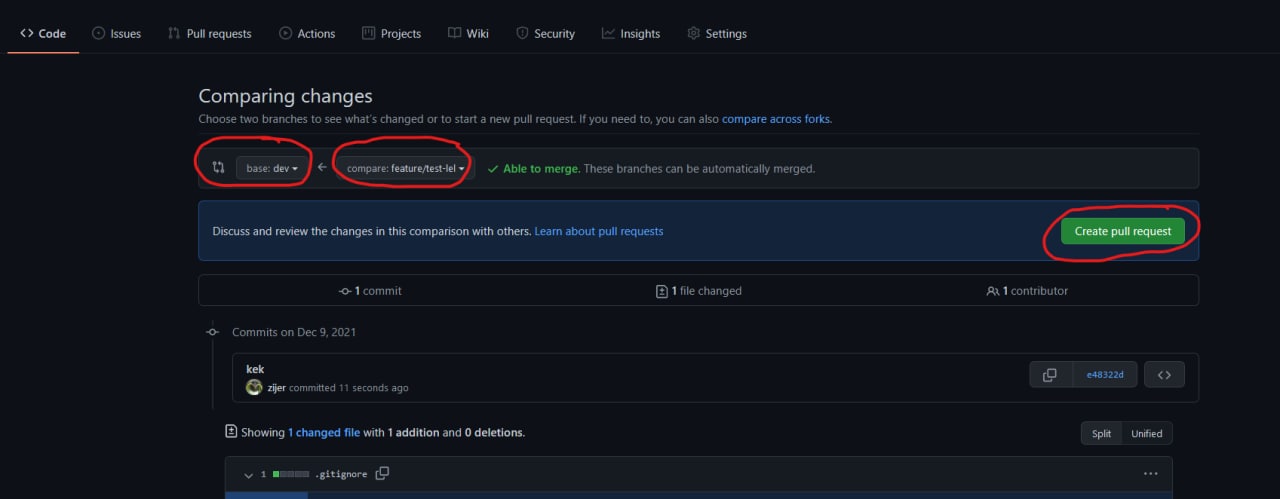 Code Issues Pull requests Actions Projects Wiki Security Insights Settings
Comparing changes
Choose two branches to see what's changed or to start a new pull request. If you need to, you can also compare across forks.
base: dev compare: feature/test-lel Able to merge. These branches can be automatically merged.
Discuss and review the changes in this comparison with others. Learn about pull requests Create pull request
1 commit 1 file changed 1 contributor
Commits on Dec 9, 2021
kek
zijer committed 11 seconds ago e48322d
Showing 1 changed file with 1 addition and 0 deletions. Split Unified
1 .gitignore